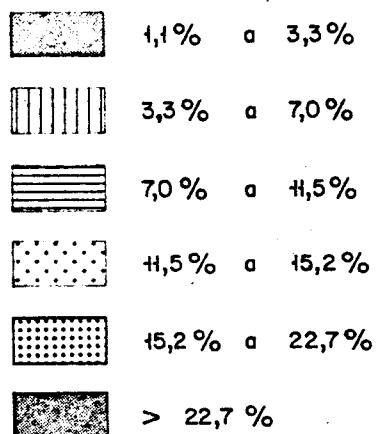 1,1% a 3,3%
3,3% a 7,0%
7,0% a 11,5%
11,5% a 15,2%
15,2% a 22,7%
> 22,7 %